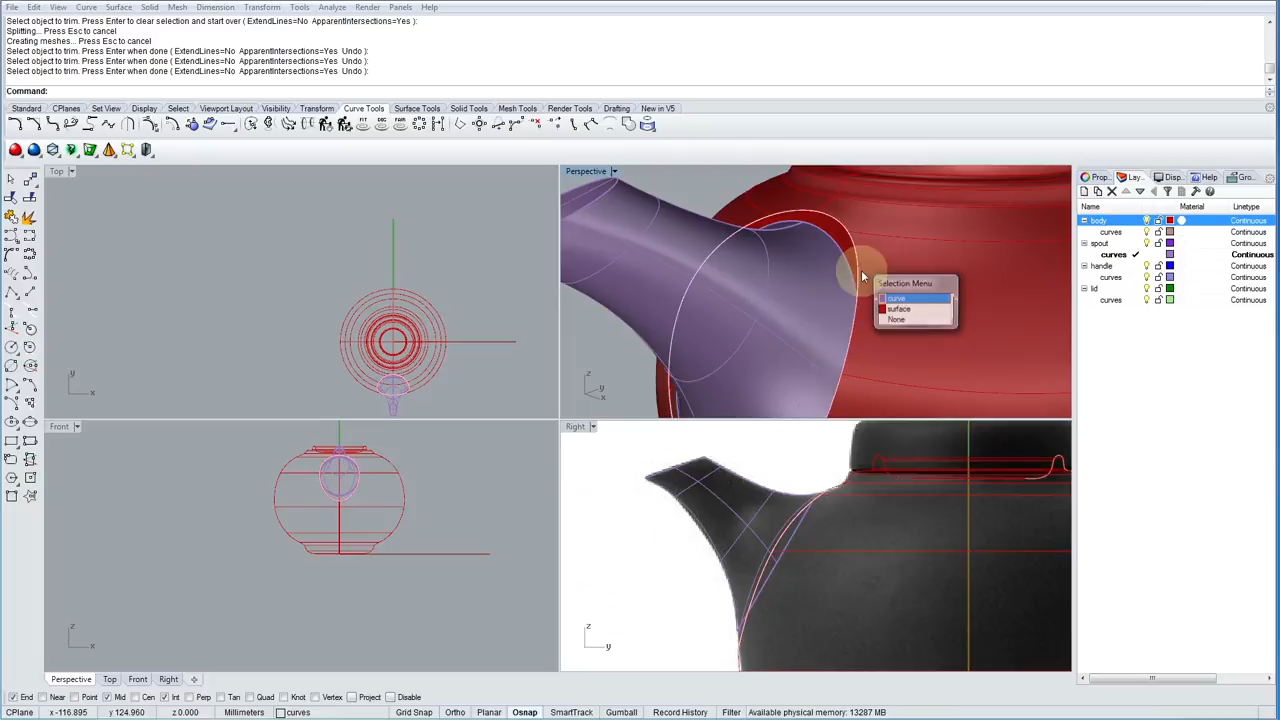 File Edit View Curve Surface Solid Mesh Dimension Transform Tools Analyze Render Panels Help
Select object to trim. Press Enter to clear selection and start over ( ExtendLines=No ApparentIntersections=Yes ):
Splitting... Press Esc to cancel
Creating meshes... Press Esc to cancel
Select object to trim. Press Enter when done ( ExtendLines=No ApparentIntersections=Yes Undo ):
Select object to trim. Press Enter when done ( ExtendLines=No ApparentIntersections=Yes Undo ):
Select object to trim. Press Enter when done ( ExtendLines=No ApparentIntersections=Yes Undo ):
Command:
Standard CPlanes Set View Display Select Viewport Layout Visibility Transform Curve Tools Surface Tools Solid Tools Mesh Tools Render Tools Drafting New in V5
Top
y
x
Perspective
z
y
x
Selection Menu
curve
surface
None
Front
z
x
Right
z
y
Prop... Lay... Disp... Help Gro...
Name Material Linetype
body Continuous
curves Continuous
spout Continuous
curves Continuous
handle Continuous
curves Continuous
lid Continuous
curves Continuous
Perspective Top Front Right
End Near Point Mid Cen Int Perp Tan Quad Knot Vertex Project Disable
CPlane x -116.895 y 124.960 z 0.000 Millimeters curves Grid Snap Ortho Planar Osnap SmartTrack Gumball Record History Filter Available physical memory: 13287 MB